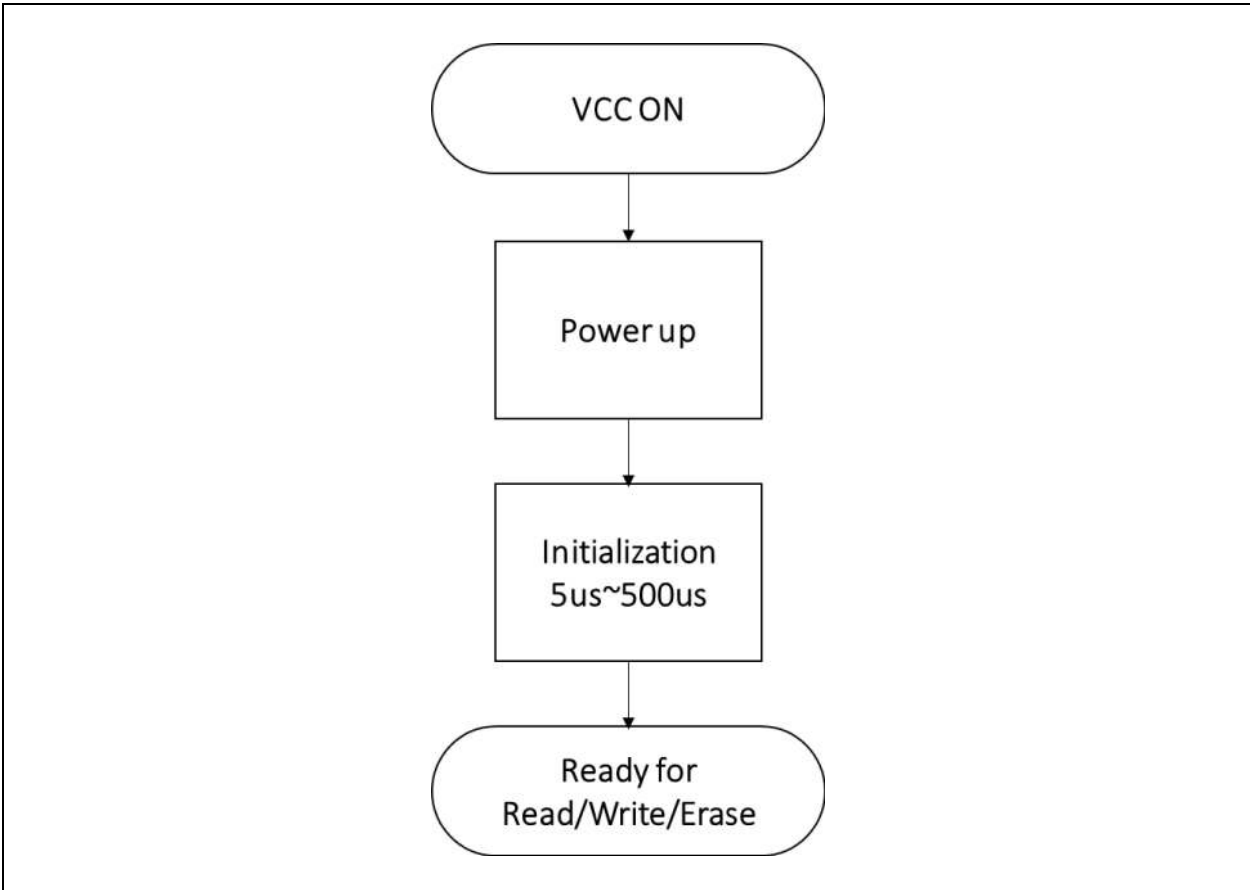 VCC ON
Power up
Initialization
5us~500us
Ready for
Read/Write/Erase